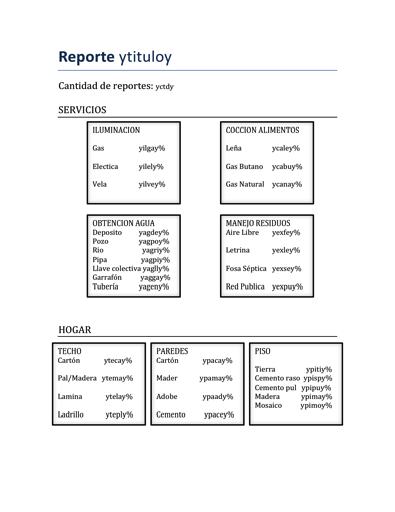 Reporte ytituloy
Cantidad de reportes: yctdy
SERVICIOS
ILUMINACION
Gas yilgay%
Electica yilely%
Vela yilvey%
COCCION ALIMENTOS
Leña ycaley%
Gas Butano ycabuy%
Gas Natural ycanay%
OBTENCION AGUA
Deposito yagdey%
Pozo yagpoy%
Rio yagriy%
Pipa yagpiy%
Llave colectiva yaglly%
Garrafón yaggay%
Tubería yageny%
MANEJO RESIDUOS
Aire Libre yexfey%
Letrina yexley%
Fosa Séptica yexsey%
Red Publica yexpuy%
HOGAR
TECHO
Cartón ytecay%
Pal/Madera ytemay%
Lamina ytelay%
Ladrillo yteply%
PAREDES
Cartón ypacay%
Mader ypamay%
Adobe ypaady%
Cemento ypacey%
PISO
Tierra ypitiy%
Cemento raso ypispy%
Cemento pul ypipuy%
Madera ypimay%
Mosaico ypimoy%